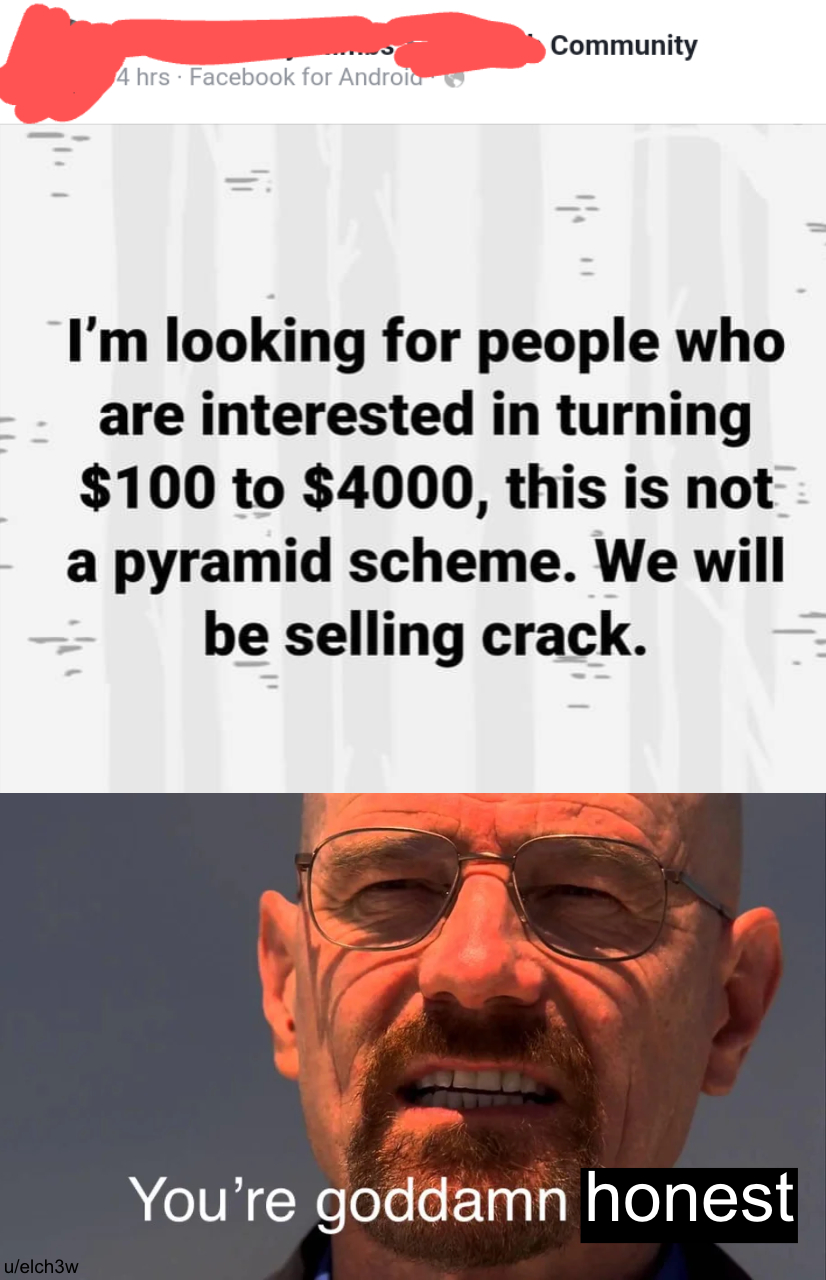 Community
4 hrs · Facebook for Android
I'm looking for people who
are interested in turning
$100 to $4000, this is not
a pyramid scheme. We will
be selling crack.
You're goddamn honest
u/elch3w